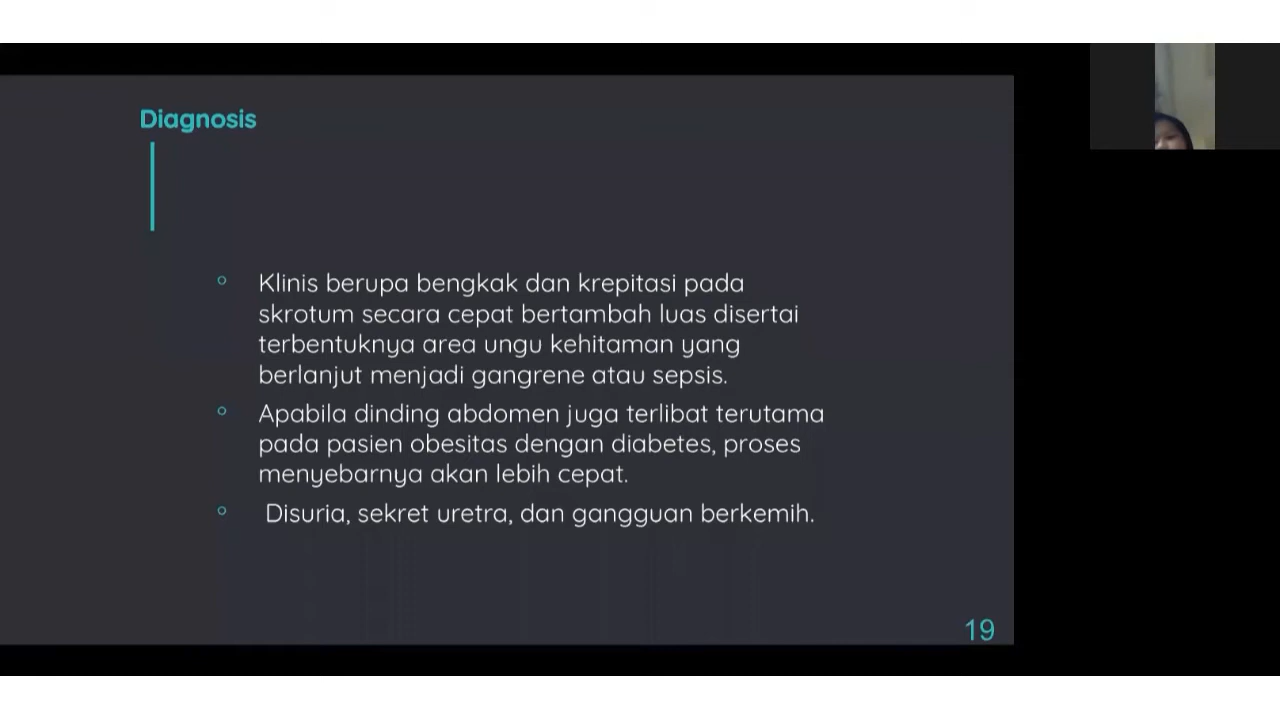 Diagnosis
Klinis berupa bengkak dan krepitasi pada
skrotum secara cepat bertambah luas disertai
terbentuknya area ungu kehitaman yang
berlanjut menjadi gangrene atau sepsis.
Apabila dinding abdomen juga terlibat terutama
pada pasien obesitas dengan diabetes, proses
menyebarnya akan lebih cepat.
Disuria, sekret uretra, dan gangguan berkemih.
19